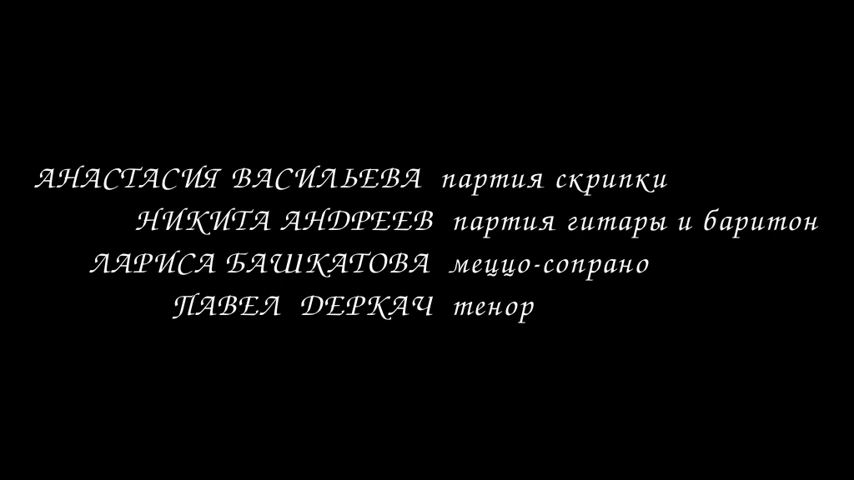 АНАСТАСИЯ ВАСИЛЬЕВА партия скрипки
НИКИТА АНДРЕЕВ партия гитары и баритон
ЛАРИСА БАШКАТОВА меццо-сопрано
ПАВЕЛ ДЕРКАЧ тенор